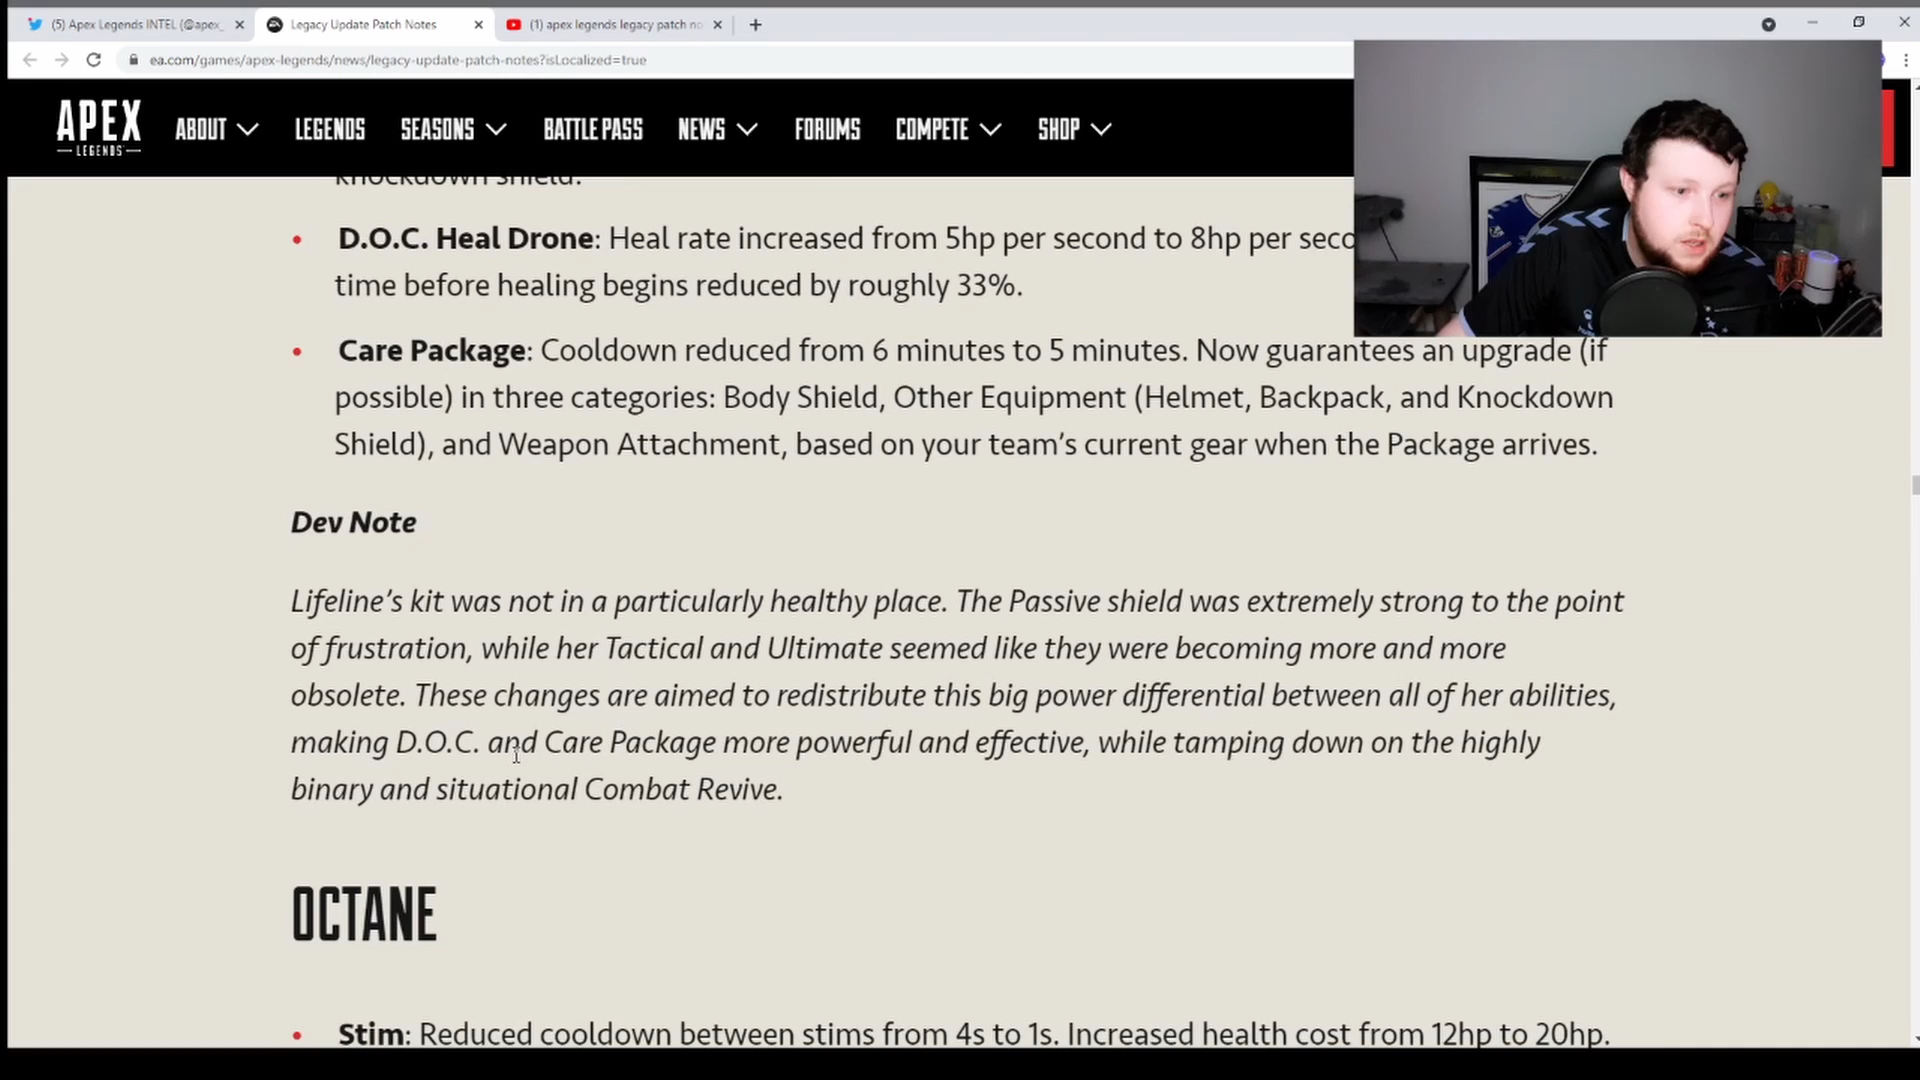 (5) Apex Legends INTEL (@apex_
Legacy Update Patch Notes
(1) apex legends legacy patch no
ea.com/games/apex-legends/news/legacy-update-patch-notes?isLocalized=true
APEX
LEGENDS
ABOUT
LEGENDS
SEASONS
BATTLE PASS
NEWS
FORUMS
COMPETE
SHOP
knockdown shield.
• D.O.C. Heal Drone: Heal rate increased from 5hp per second to 8hp per seco
time before healing begins reduced by roughly 33%.
• Care Package: Cooldown reduced from 6 minutes to 5 minutes. Now guarantees an upgrade (if
possible) in three categories: Body Shield, Other Equipment (Helmet, Backpack, and Knockdown
Shield), and Weapon Attachment, based on your team's current gear when the Package arrives.
Dev Note
Lifeline's kit was not in a particularly healthy place. The Passive shield was extremely strong to the point
of frustration, while her Tactical and Ultimate seemed like they were becoming more and more
obsolete. These changes are aimed to redistribute this big power differential between all of her abilities,
making D.O.C. and Care Package more powerful and effective, while tamping down on the highly
binary and situational Combat Revive.
OCTANE
• Stim: Reduced cooldown between stims from 4s to 1s. Increased health cost from 12hp to 20hp.